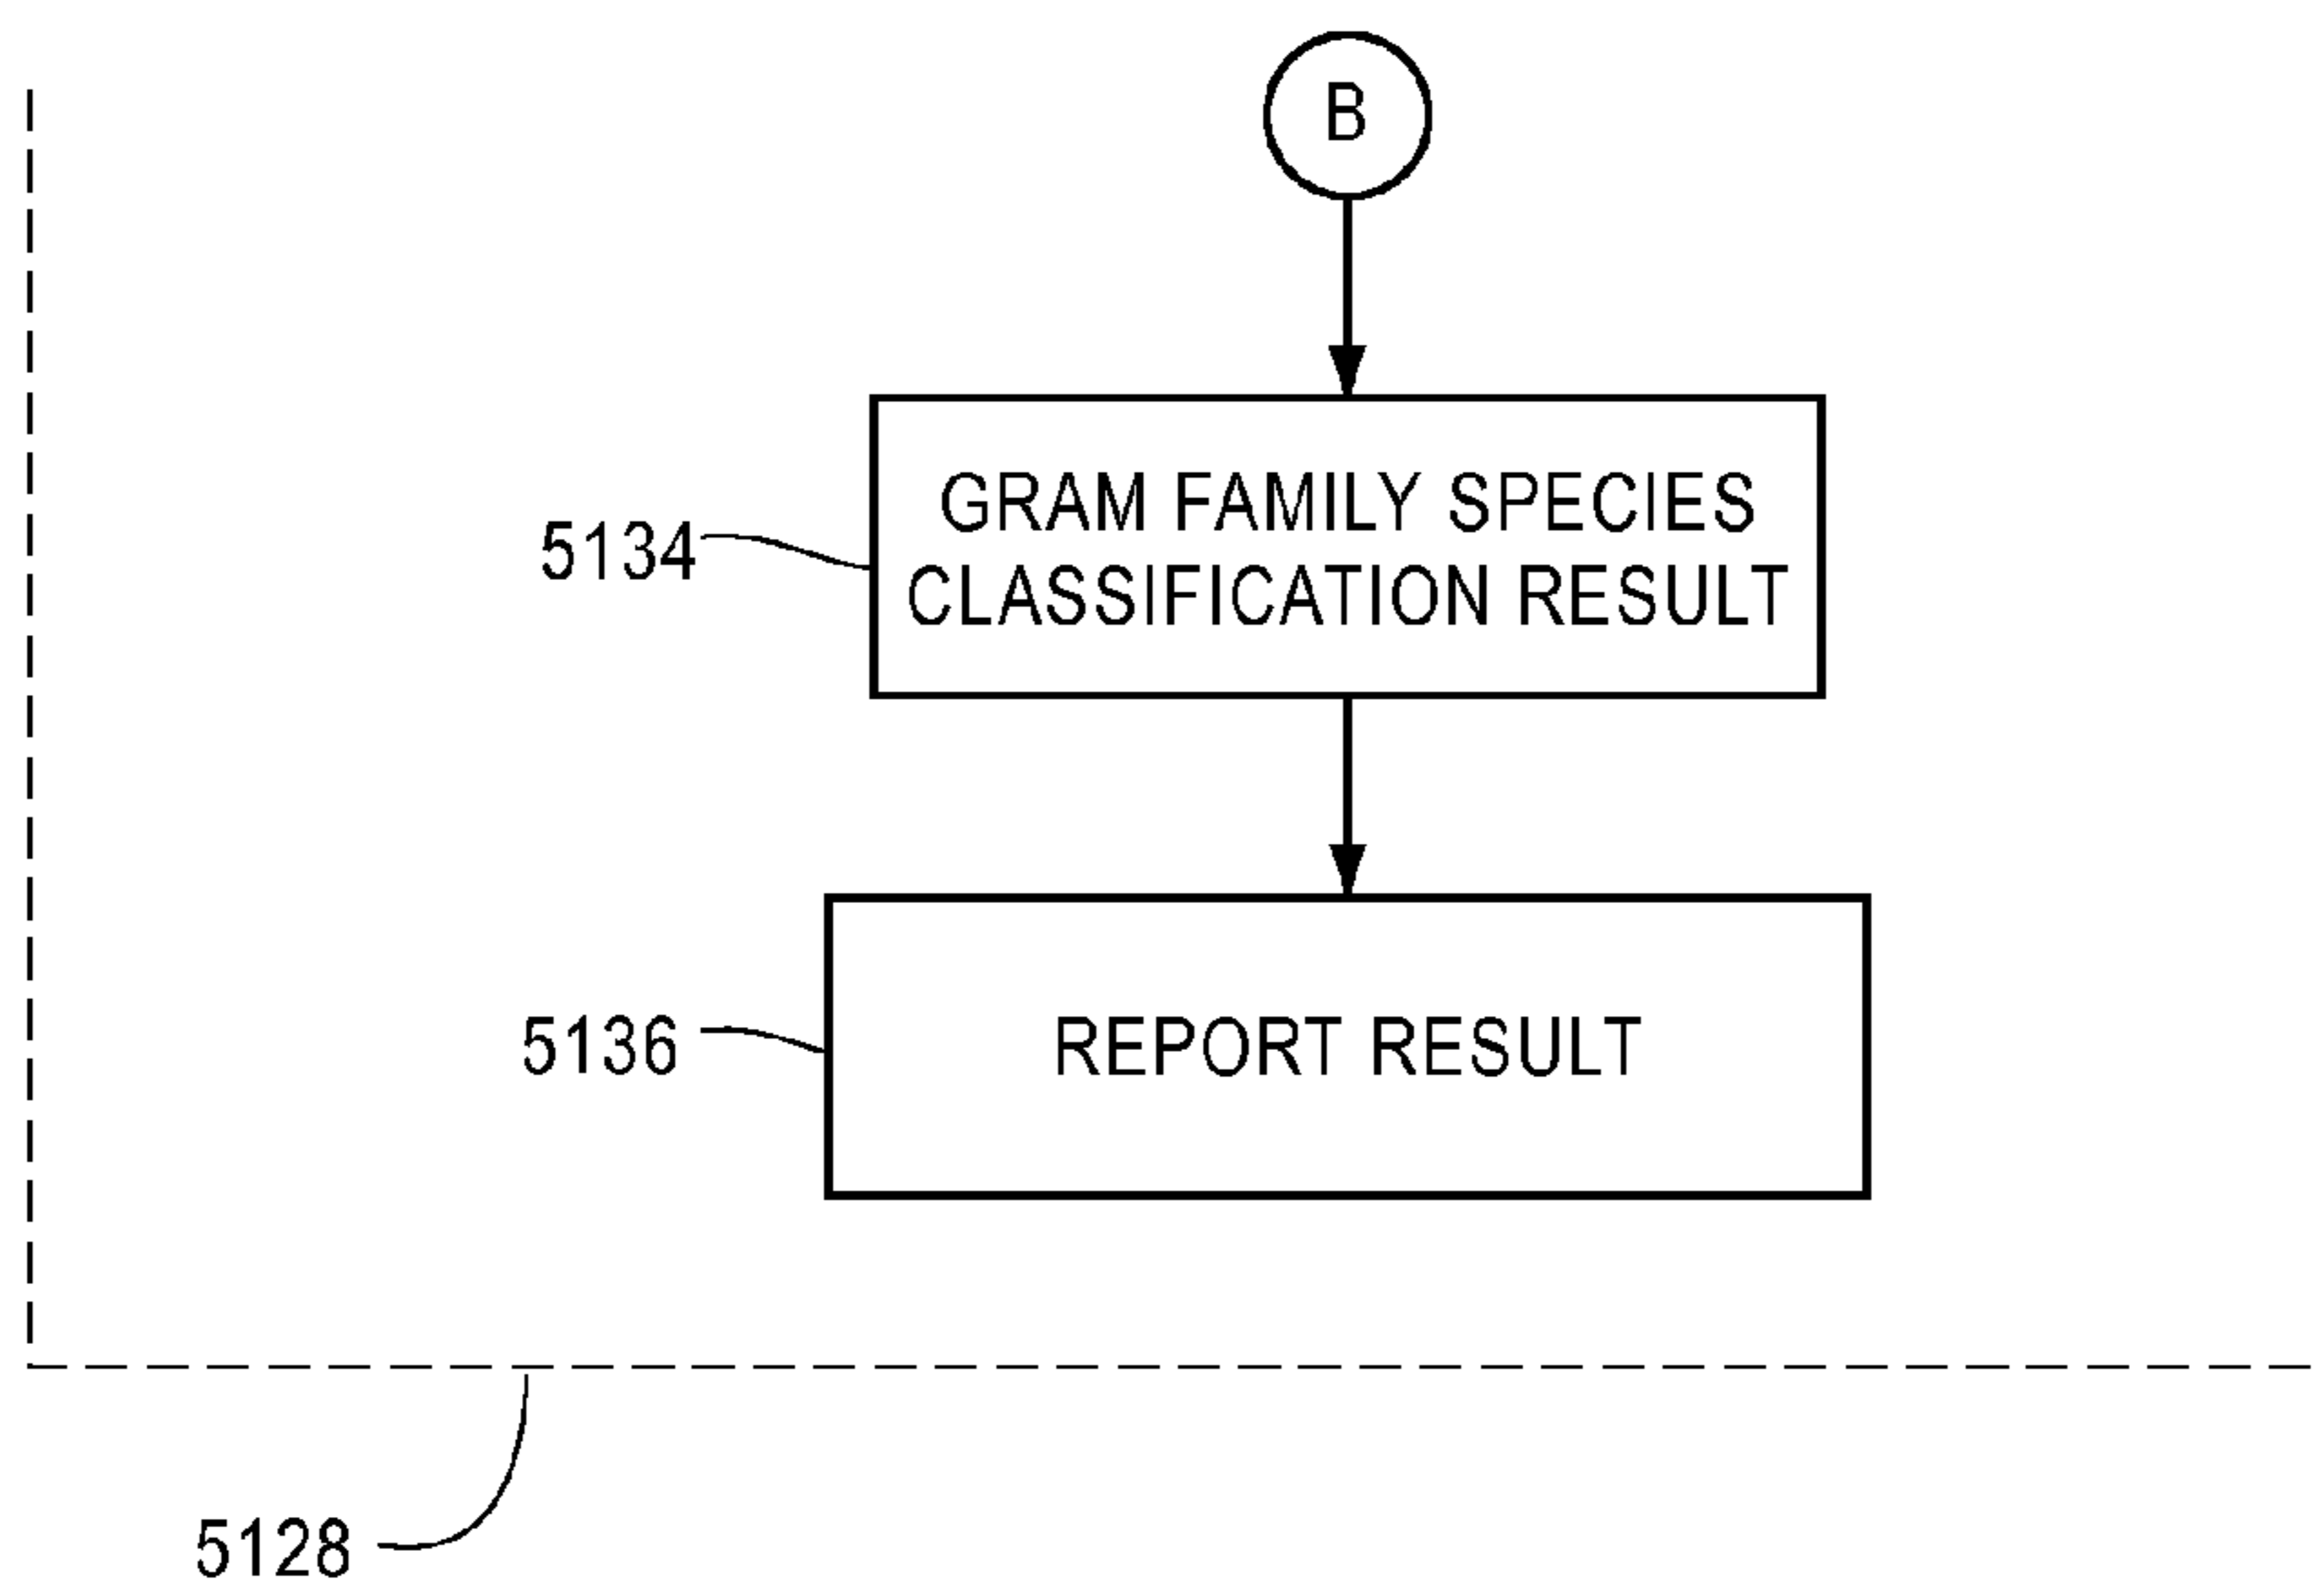 B
GRAM FAMILY SPECIES
CLASSIFICATION RESULT
5134
REPORT RESULT
5136
5128